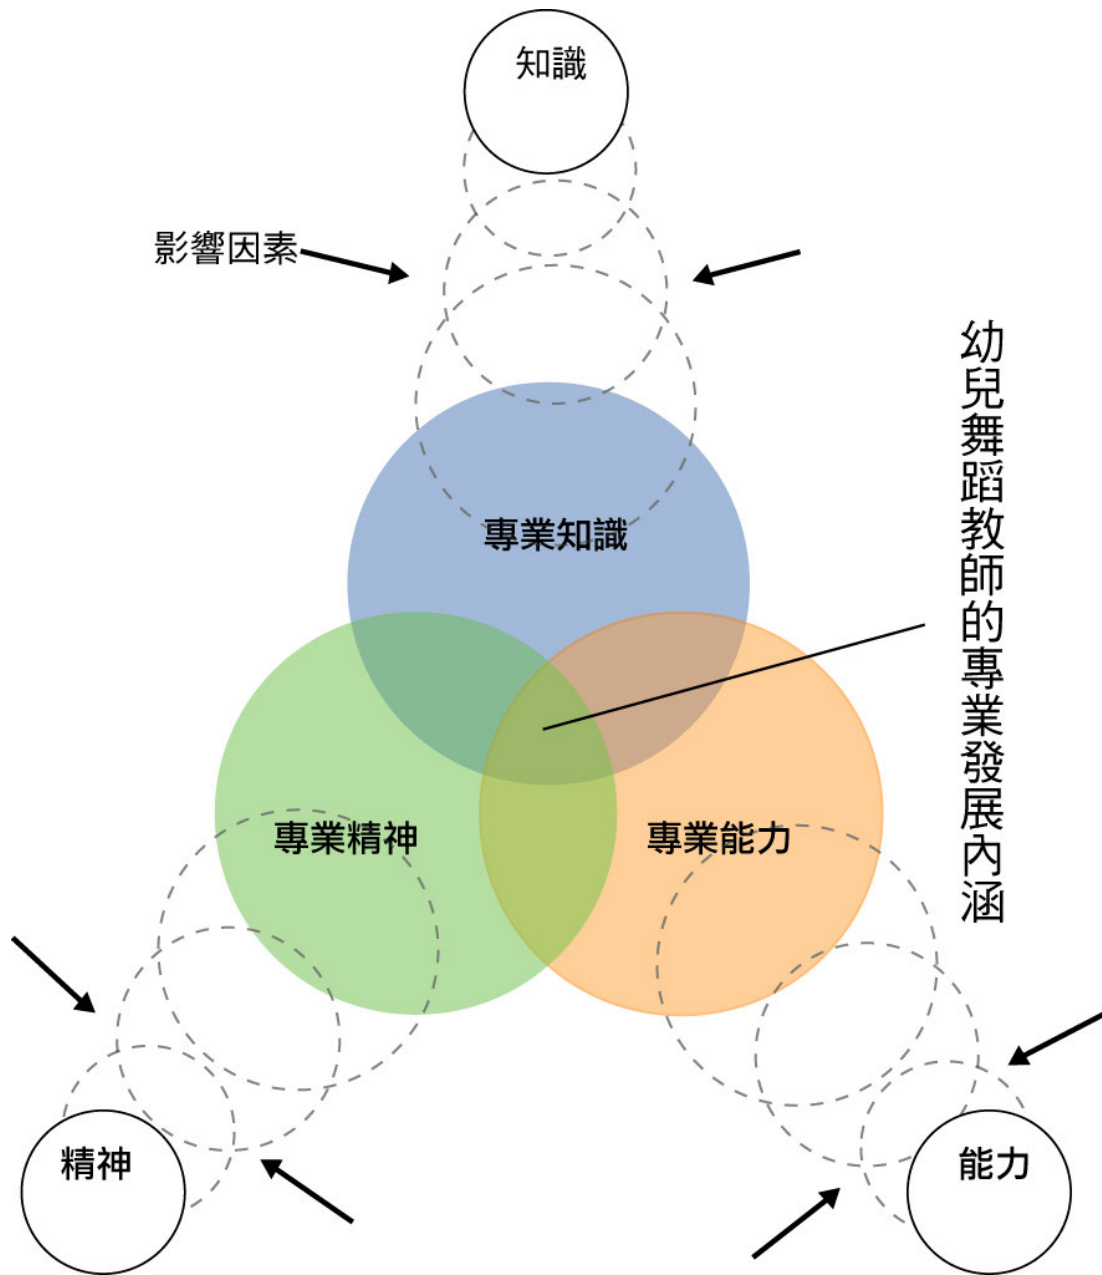 知識
影響因素
幼兒舞蹈教師的專業發展內涵
專業知識
專業精神
專業能力
精神
能力